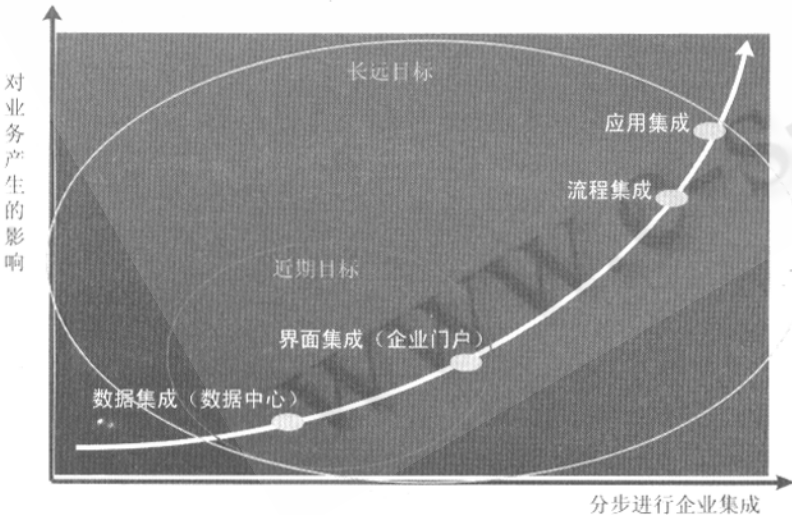 对业务产生的影响
长远目标
应用集成
流程集成
近期目标
界面集成（企业门户）
数据集成（数据中心）
分步进行企业集成